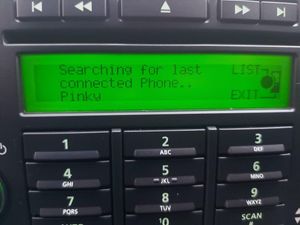 Searching for last LIST
connected Phone..
Pinky EXIT
1 2 ABC 3 DEF
4 GHI 5 JKL 6 MNO
7 PQRS 8 TUV 9 WXYZ
SCAN